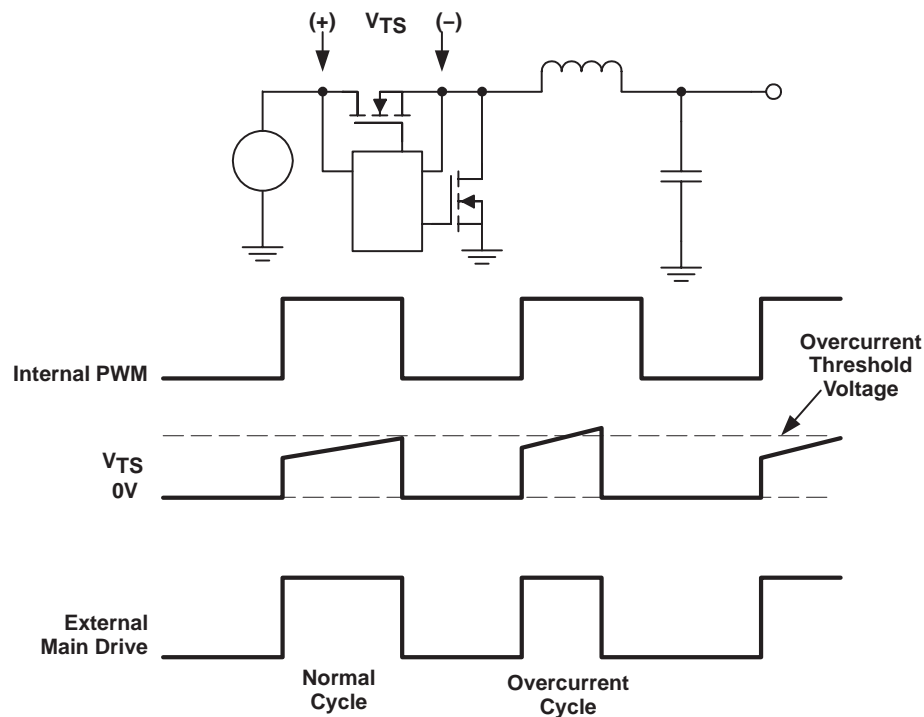 (+) VTS (–)
Internal PWM
Overcurrent
Threshold
Voltage
VTS
0V
External
Main Drive
Normal
Cycle
Overcurrent
Cycle